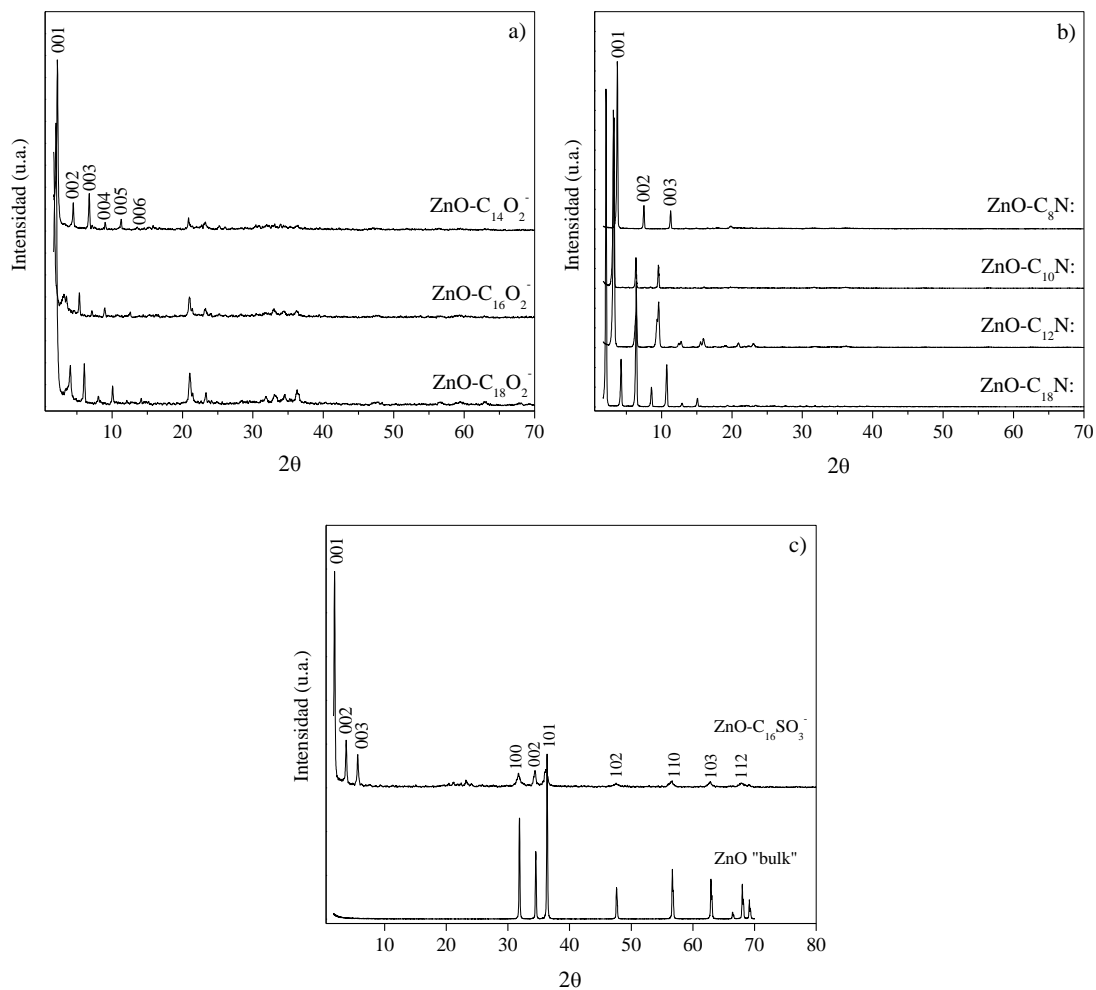 a)
001
002
003
004
005
006
ZnO-C₁₄O₂⁻
ZnO-C₁₆O₂⁻
ZnO-C₁₈O₂⁻
Intensidad (u.a.)
10 20 30 40 50 60 70
2θ
b)
001
002
003
ZnO-C₈N:
ZnO-C₁₀N:
ZnO-C₁₂N:
ZnO-C₁₈N:
Intensidad (u.a.)
10 20 30 40 50 60 70
2θ
c)
001
002
003
100
002
101
102
110
103
112
ZnO-C₁₆SO₃⁻
ZnO "bulk"
Intensidad (u.a.)
10 20 30 40 50 60 70 80
2θ